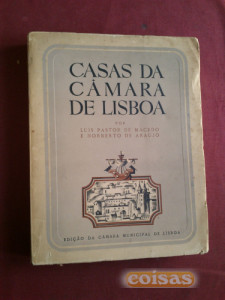 CASAS DA
CÂMARA
DE LISBOA
POR
LUIS PASTOR DE MACEDO
E NORBERTO DE ARAÚJO
EDIÇÃO DA CÂMARA MUNICIPAL DE LISBOA
coisas